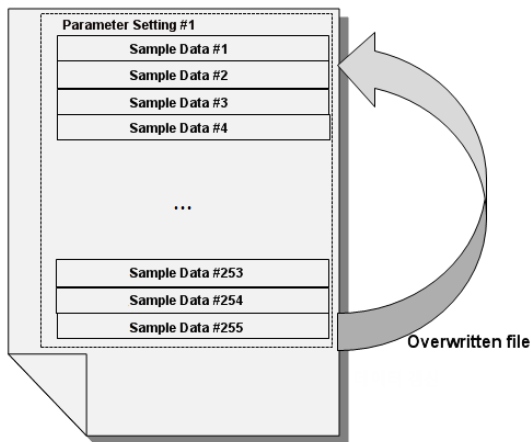 Parameter Setting #1
Sample Data #1
Sample Data #2
Sample Data #3
Sample Data #4
...
Sample Data #253
Sample Data #254
Sample Data #255
Overwritten file